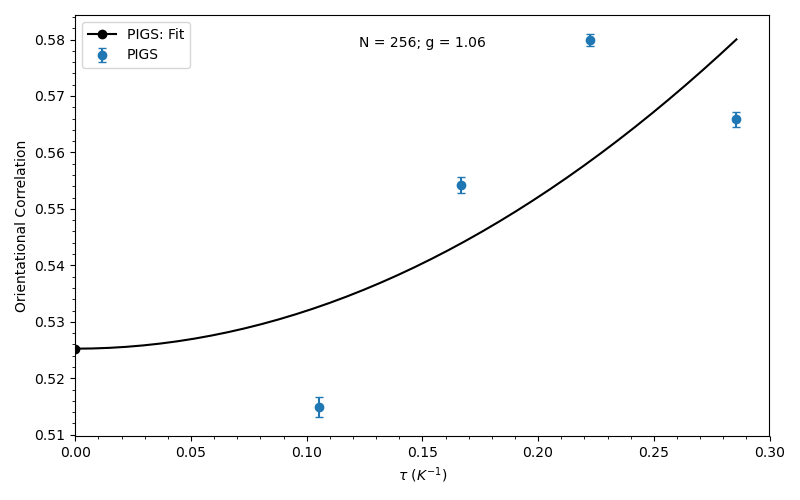 PIGS: Fit
PIGS
N = 256; g = 1.06
Orientational Correlation
0.58
0.57
0.56
0.55
0.54
0.53
0.52
0.51
0.00 0.05 0.10 0.15 0.20 0.25 0.30
τ (K⁻¹)